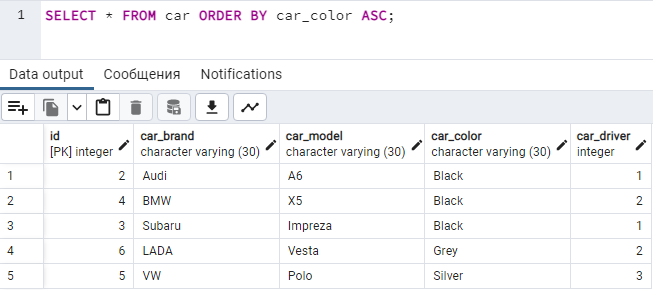 1 SELECT * FROM car ORDER BY car_color ASC;
Data output Сообщения Notifications
id car_brand car_model car_color car_driver
[PK] integer character varying (30) character varying (30) character varying (30) integer
1 2 Audi A6 Black 1
2 4 BMW X5 Black 2
3 3 Subaru Impreza Black 1
4 6 LADA Vesta Grey 2
5 5 VW Polo Silver 3